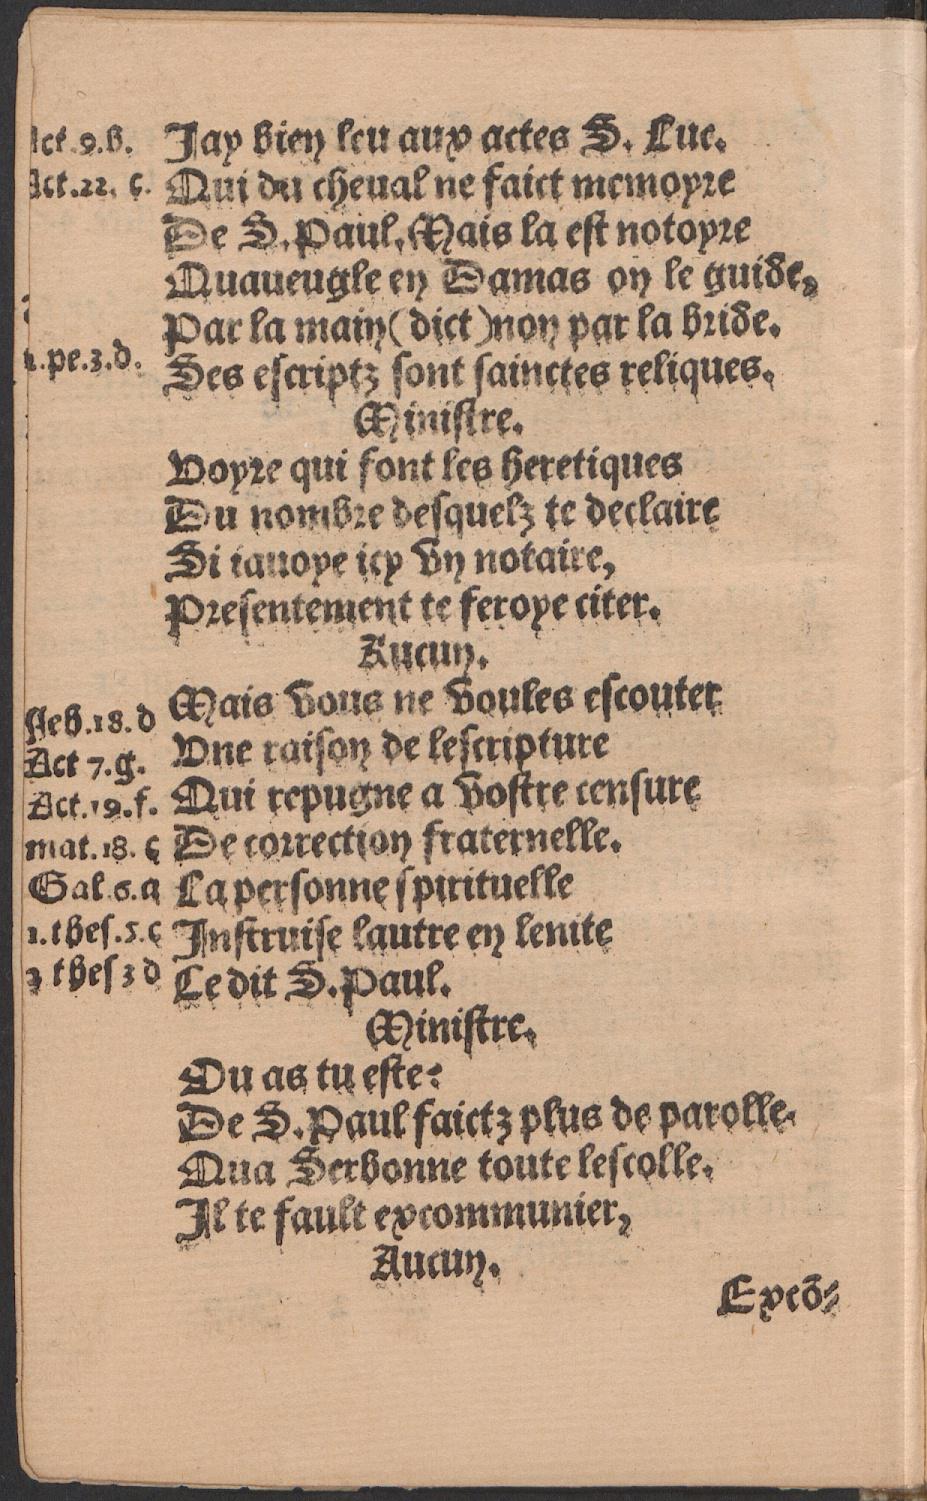 Act.9.b.
Act.22. c.
Jay bien leu aux actes S. Luc.
Qui du cheual ne faict memoyre
De S. Paul, Mais la est notoyre
Quaueugle en Damas on le guide,
Par la main (dict) non par la bride.
.pe.3.d.
Ses escriptz sont sainctes reliques.
Ministre.
Voyre qui font les heretiques
Du nombre desquelz te declaire
Si iauoye icy vn notaire,
Presentement te feroye citer.
Aucun.
Mais vous ne voules escouter
Vne raison de lescripture
Qui repugne a vostre censure
De correction fraternelle.
La personne spirituelle
Instruise lautre en lenite
Ce dit S. Paul.
Heb.18.d
Act 7.g.
Act.19.f.
mat.18. c
Gal.6.a
1.thes.5.c
2 thes 3 d
Ministre.
Ou as tu este?
De S. Paul faictz plus de parolle.
Qua Serbonne toute lescolle.
Il te fault excommunier,
Aucun.
Excō-